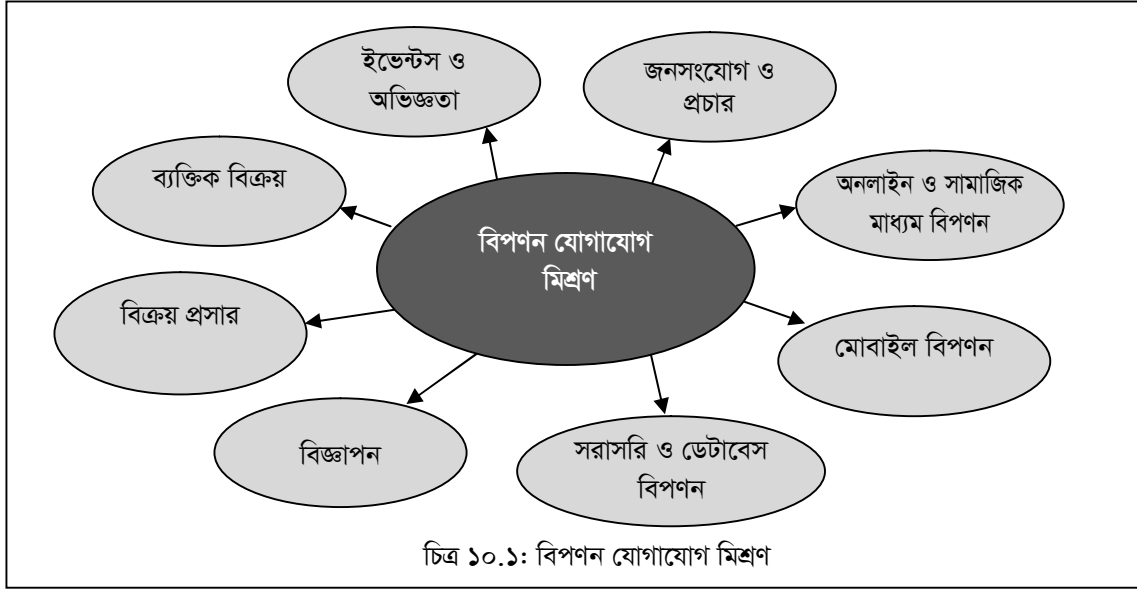 ইভেন্টস ও
অভিজ্ঞতা
জনসংযোগ ও
প্রচার
ব্যক্তিক বিক্রয়
অনলাইন ও সামাজিক
মাধ্যম বিপণন
বিপণন যোগাযোগ
মিশ্রণ
বিক্রয় প্রসার
মোবাইল বিপণন
বিজ্ঞাপন
সরাসরি ও ডেটাবেস
বিপণন
চিত্র ১০.১: বিপণন যোগাযোগ মিশ্রণ